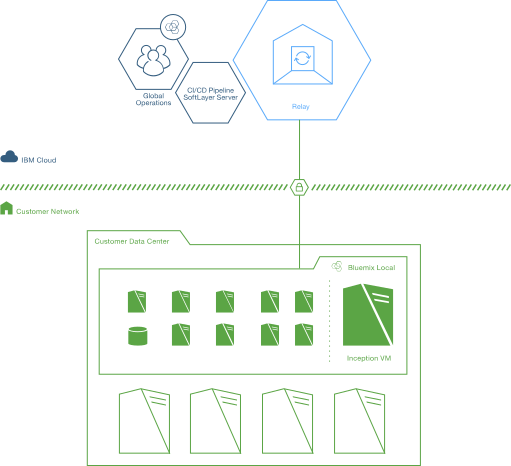 CI/CD Pipeline
SoftLayer Server
Global
Operations
Relay
IBM Cloud
Customer Network
Customer Data Center
Bluemix Local
Inception VM